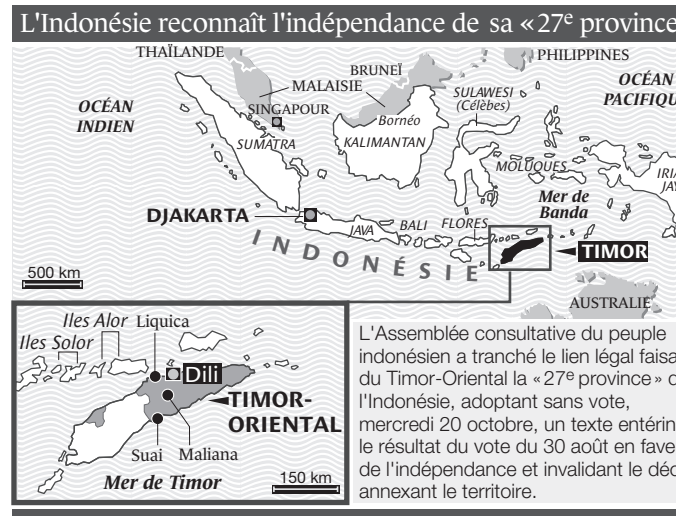 L'Indonésie reconnaît l'indépendance de sa «27e province
THAÏLANDE
PHILIPPINES
BRUNEÏ
MALAISIE
OCÉAN
PACIFIQU
SULAWESI
(Célèbes)
OCÉAN
INDIEN
SINGAPOUR
Bornéo
SUMATRA
KALIMANTAN
MOLUQUES
IRIA
JAY
Mer de
Banda
DJAKARTA
JAVA
BALI
FLORES
INDONÉSIE
TIMOR
500 km
AUSTRALIE
Iles Alor
Liquica
Iles Solor
Dili
TIMOR-
ORIENTAL
Suai
Maliana
Mer de Timor
150 km
L'Assemblée consultative du peuple
indonésien a tranché le lien légal faisa
du Timor-Oriental la «27e province» d
l'Indonésie, adoptant sans vote,
mercredi 20 octobre, un texte entérin
le résultat du vote du 30 août en fave
de l'indépendance et invalidant le déc
annexant le territoire.